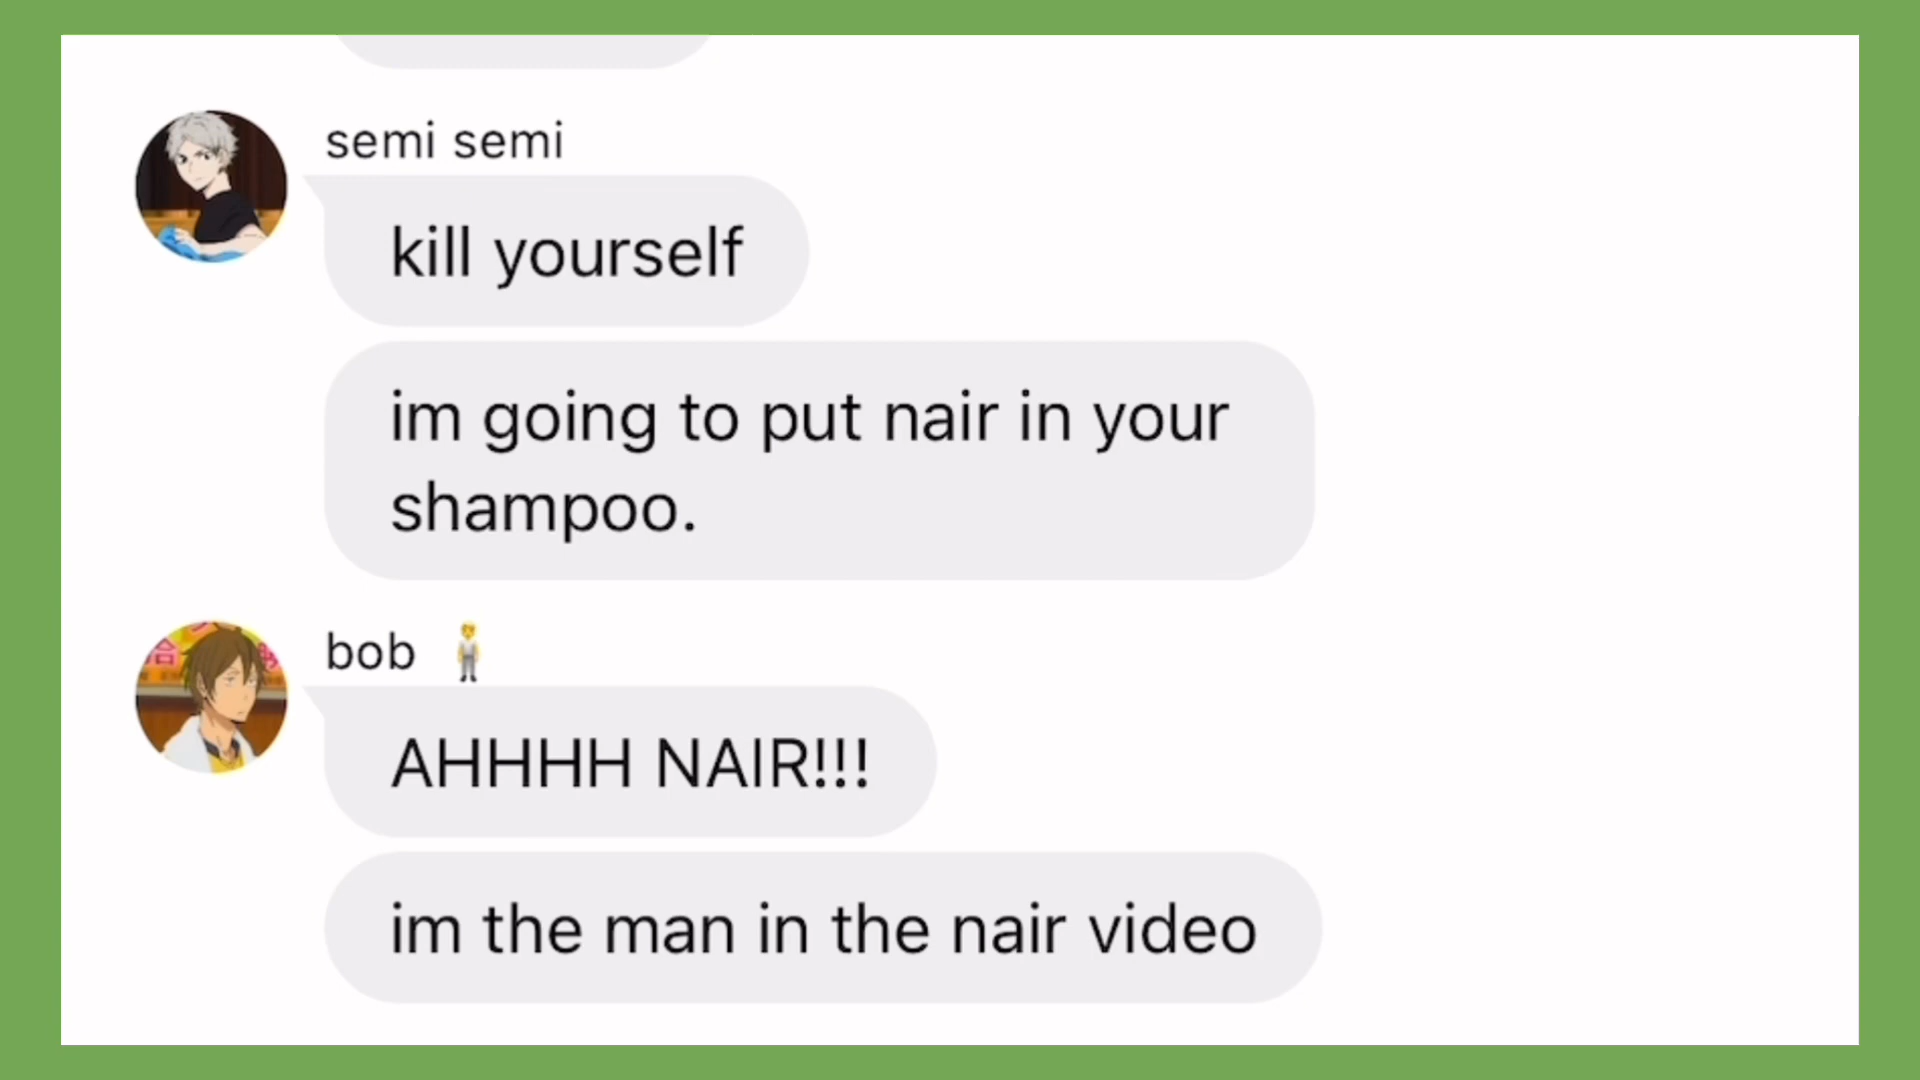 semi semi
kill yourself
im going to put nair in your
shampoo.
bob 🧍
AHHHH NAIR!!!
im the man in the nair video